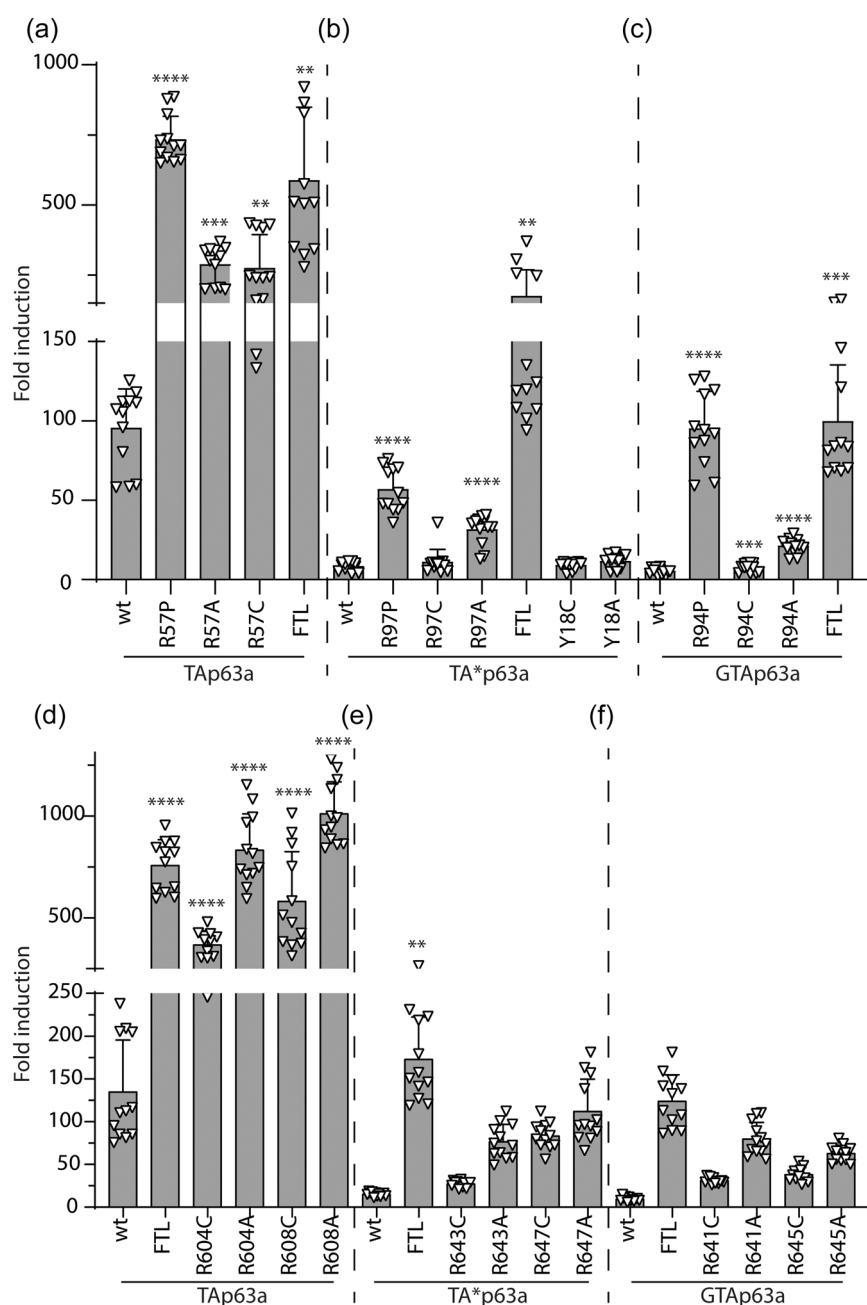 (a) (b) (c)
Fold induction
1000
500
150
100
50
0
**** *** ** **
**** **** **
**** *** **** ***
wt R57P R57A R57C FTL
wt R97P R97C R97A FTL Y18C Y18A
wt R94P R94C R94A FTL
TAp63a TA*p63a GTAp63a
(d) (e) (f)
Fold induction
1000
500
250
200
150
100
50
0
**** **** **** **** ****
**
wt FTL R604C R604A R608C R608A
wt FTL R643C R643A R647C R647A
wt FTL R641C R641A R645C R645A
TAp63a TA*p63a GTAp63a